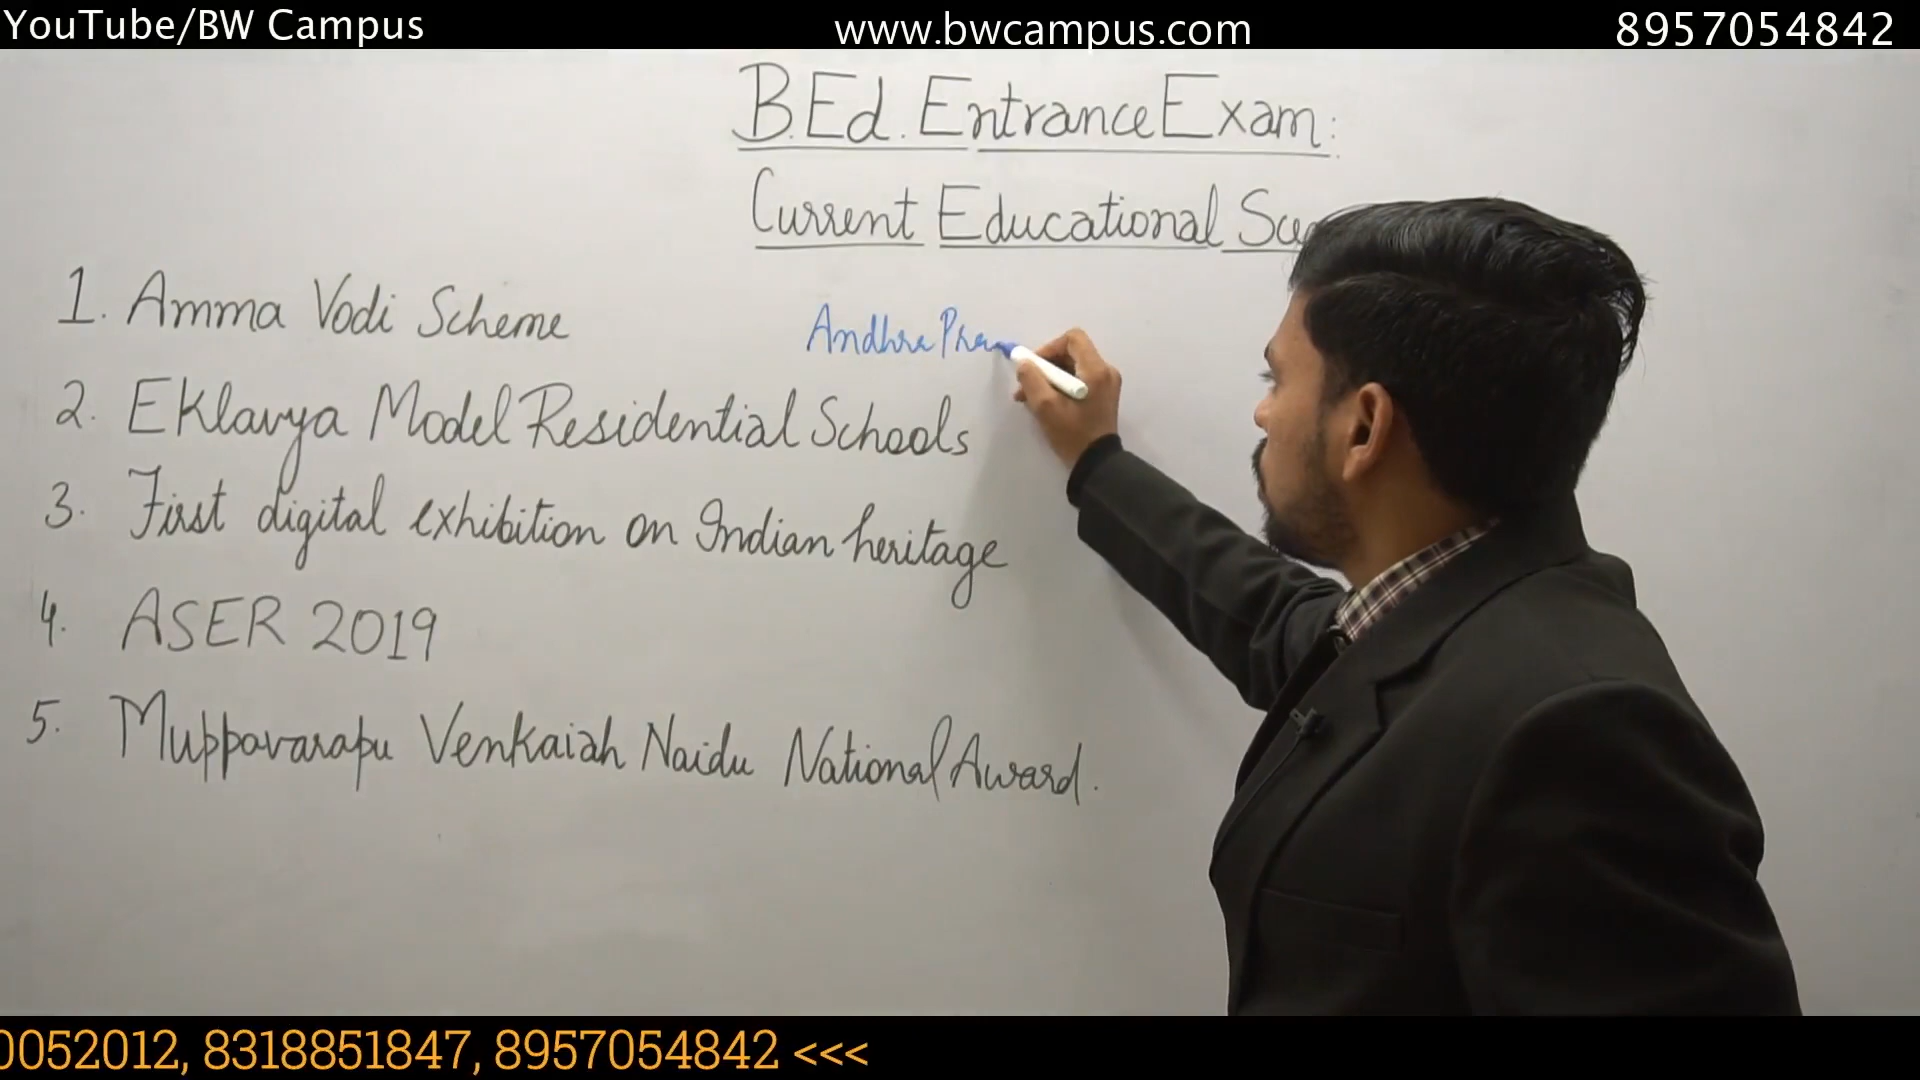 YouTube/BW Campus
www.bwcampus.com
8957054842
B.Ed. Entrance Exam:
Current Educational
1. Amma Vodi Scheme
Andhra
2. Eklavya Model Residential Schools
3. First digital exhibition on Indian heritage
4. ASER 2019
5. Muppavarapu Venkaiah Naidu National Award.
0052012, 8318851847, 8957054842 <<<